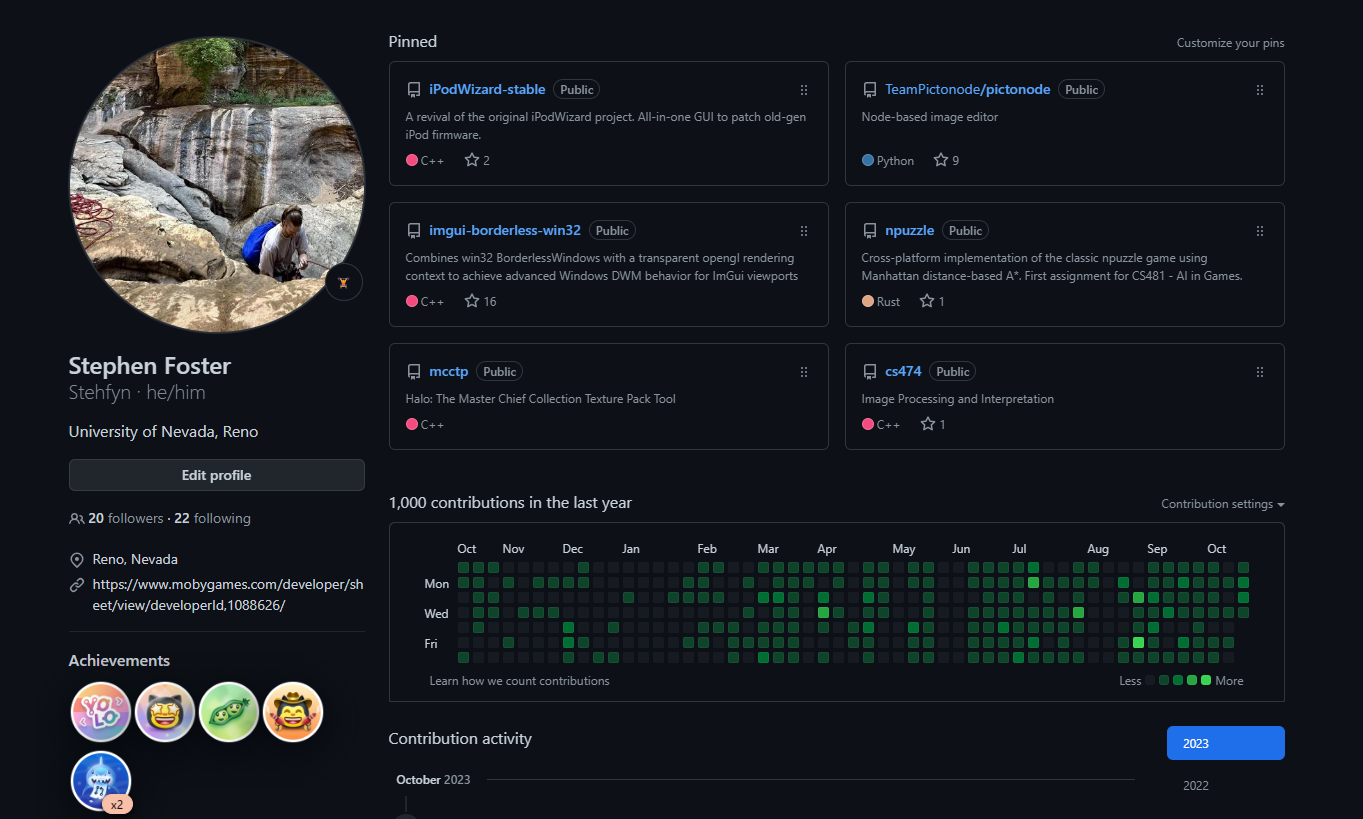 Pinned
Customize your pins
iPodWizard-stable Public
A revival of the original iPodWizard project. All-in-one GUI to patch old-gen
iPod firmware.
C++ 2
TeamPictonode/pictonode Public
Node-based image editor
Python 9
imgui-borderless-win32 Public
Combines win32 BorderlessWindows with a transparent opengl rendering
context to achieve advanced Windows DWM behavior for ImGui viewports
C++ 16
npuzzle Public
Cross-platform implementation of the classic npuzzle game using
Manhattan distance-based A*. First assignment for CS481 - AI in Games.
Rust 1
mcctp Public
Halo: The Master Chief Collection Texture Pack Tool
C++
cs474 Public
Image Processing and Interpretation
C++ 1
Stephen Foster
Stehfyn · he/him
University of Nevada, Reno
Edit profile
20 followers · 22 following
Reno, Nevada
https://www.mobygames.com/developer/sh
eet/view/developerId,1088626/
Achievements
YOLO
x2
1,000 contributions in the last year
Contribution settings
Oct Nov Dec Jan Feb Mar Apr May Jun Jul Aug Sep Oct
Mon
Wed
Fri
Learn how we count contributions
Less More
Contribution activity
2023
2022
October 2023